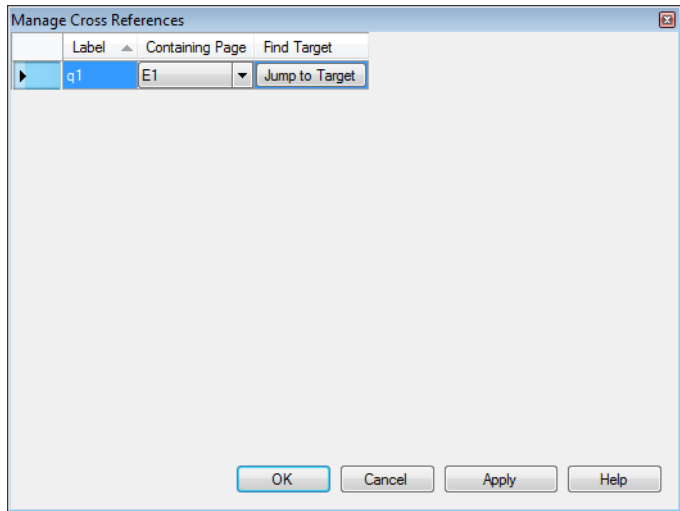 Manage Cross References
Label Containing Page Find Target
q1 E1 Jump to Target
OK Cancel Apply Help